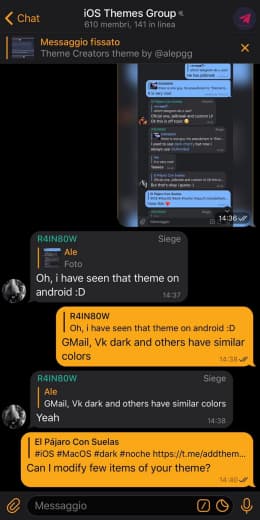 Chat
iOS Themes Group
610 membri, 141 in linea
Messaggio fissato
Theme Creators theme by @alepgg
14:36
R4IN80W Siege
Ale
Foto
Oh, i have seen that theme on
android :D
14:37
R4IN80W
Oh, i have seen that theme on android :D
GMail, Vk dark and others have similar
colors
14:38
R4IN80W Siege
Ale
GMail, Vk dark and others have similar colors
Yeah
14:38
El Pájaro Con Suelas
#iOS #MacOS #dark #noche https://t.me/addthem...
Can I modify few items of your theme?
14:40
Messaggio